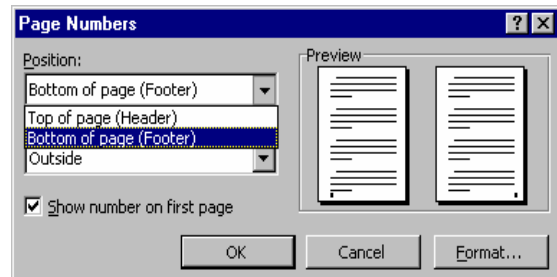 Page Numbers
Position:
Preview
Bottom of page (Footer)
Top of page (Header)
Bottom of page (Footer)
Outside
Show number on first page
OK
Cancel
Format...